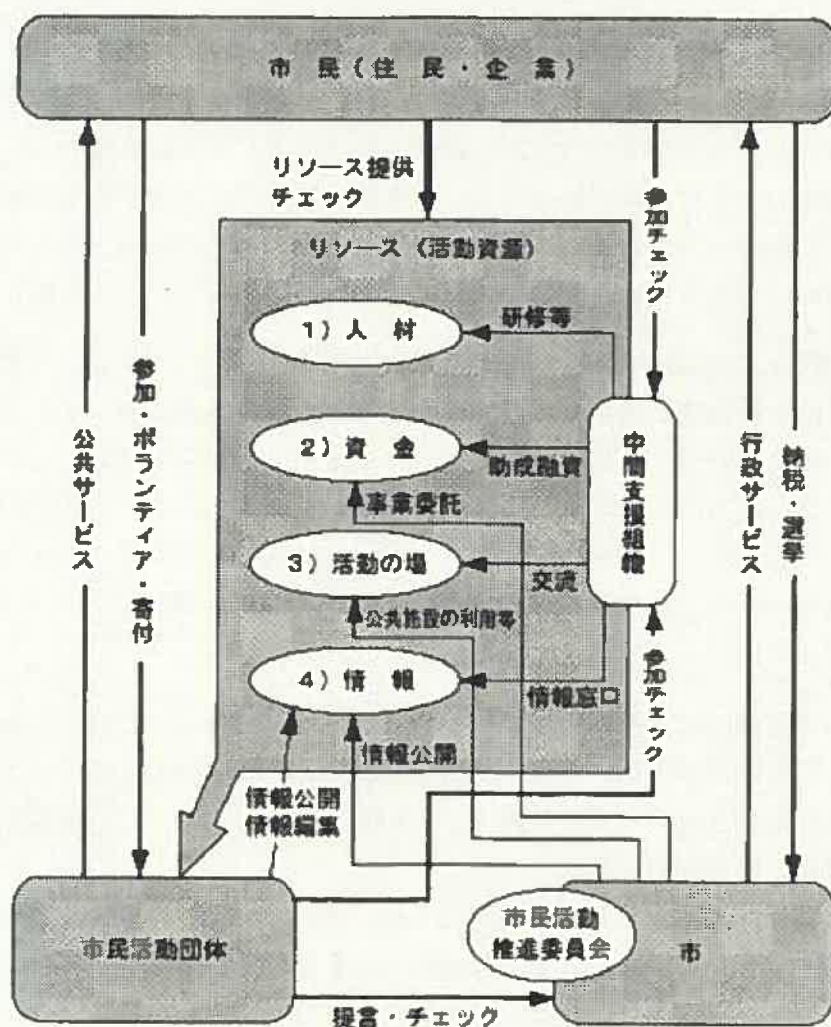 市民(住民・企業)
リソース提供
チェック
参加チェック
リソース(活動資源)
1)人材
研修等
2)資金
助成融資
事業委託
3)活動の場
交流
公共施設の利用等
4)情報
情報窓口
情報公開
中間支援組織
参加チェック
公共サービス
参加・ボランティア・寄付
行政サービス
納税・選挙
情報公開
情報編集
市民活動団体
市民活動
推進委員会
市
提言・チェック